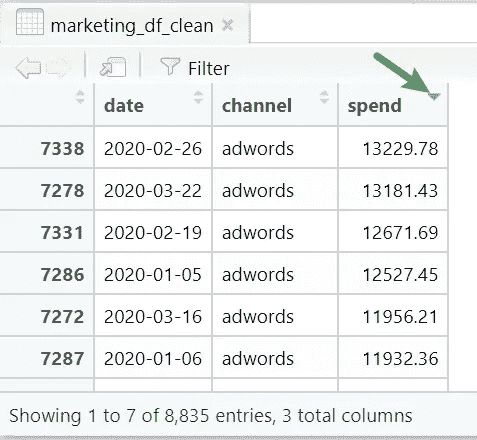 marketing_df_clean
Filter
date channel spend
7338 2020-02-26 adwords 13229.78
7278 2020-03-22 adwords 13181.43
7331 2020-02-19 adwords 12671.69
7286 2020-01-05 adwords 12527.45
7272 2020-03-16 adwords 11956.21
7287 2020-01-06 adwords 11932.36
Showing 1 to 7 of 8,835 entries, 3 total columns